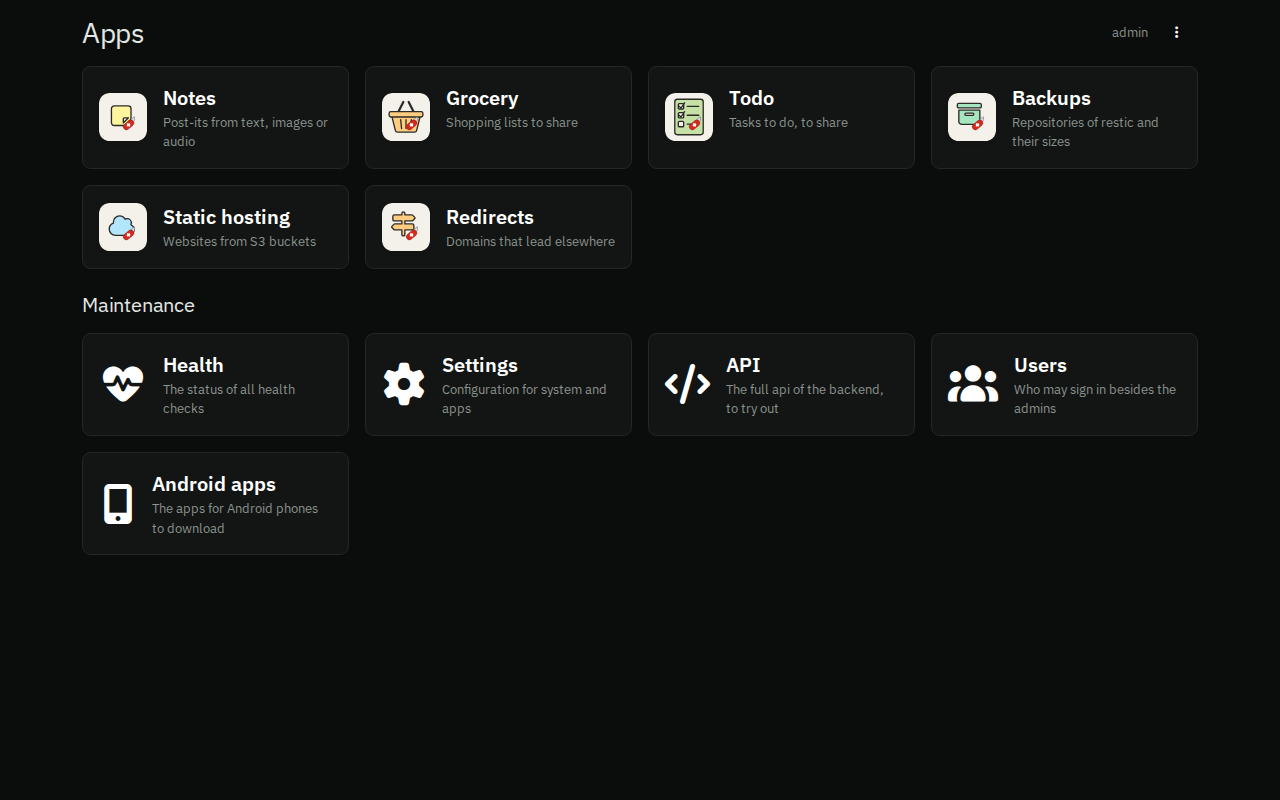 Apps
admin
Notes
Post-its from text, images or
audio
Grocery
Shopping lists to share
Todo
Tasks to do, to share
Backups
Repositories of restic and
their sizes
Static hosting
Websites from S3 buckets
Redirects
Domains that lead elsewhere
Maintenance
Health
The status of all health
checks
Settings
Configuration for system and
apps
API
The full api of the backend,
to try out
Users
Who may sign in besides the
admins
Android apps
The apps for Android phones
to download